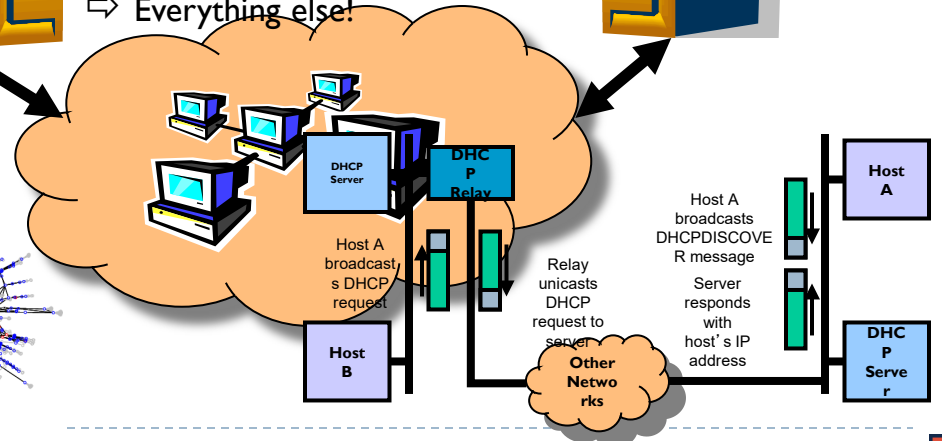 ⇨ Everything else!
DHCP
Server
DHC
P
Relay
Host A
broadcast
s DHCP
request
Relay
unicasts
DHCP
request to
server
Host
B
Other
Netwo
rks
Host A
broadcasts
DHCPDISCOVE
R message
Server
responds
with
host’s IP
address
Host
A
DHC
P
Serve
r